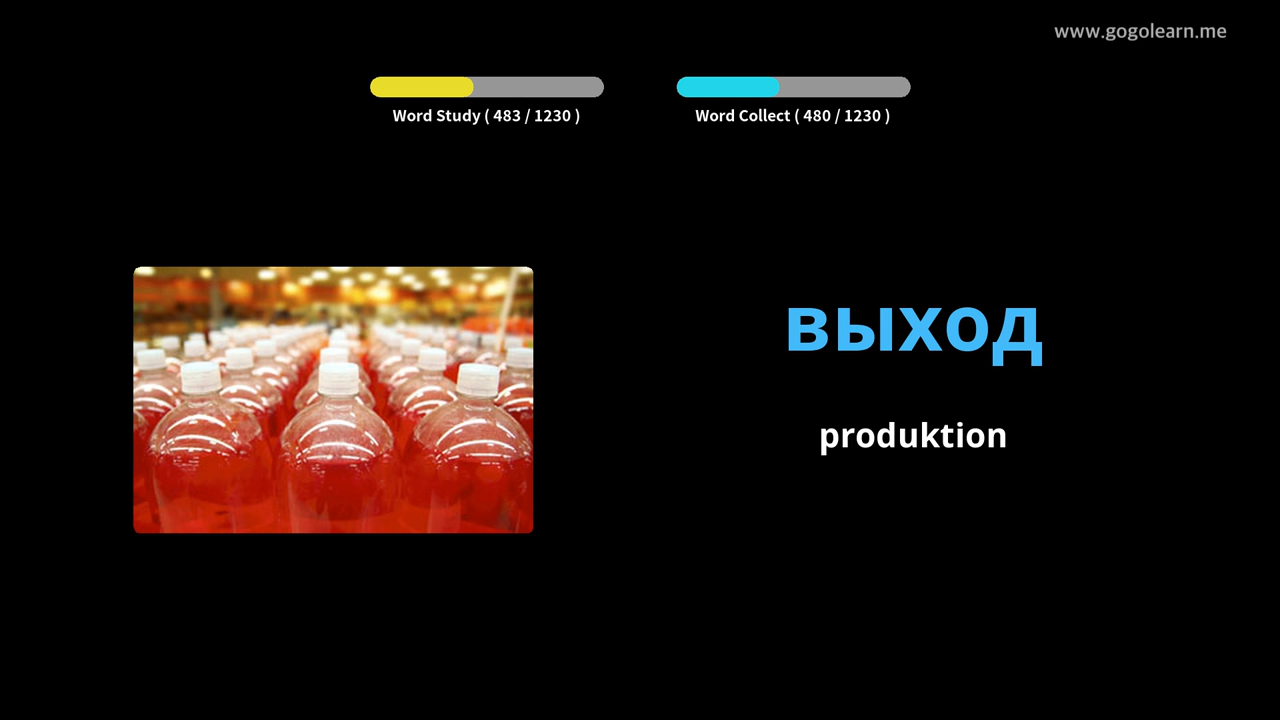 www.gogolearn.me
Word Study ( 483 / 1230 )
Word Collect ( 480 / 1230 )
выход
produktion